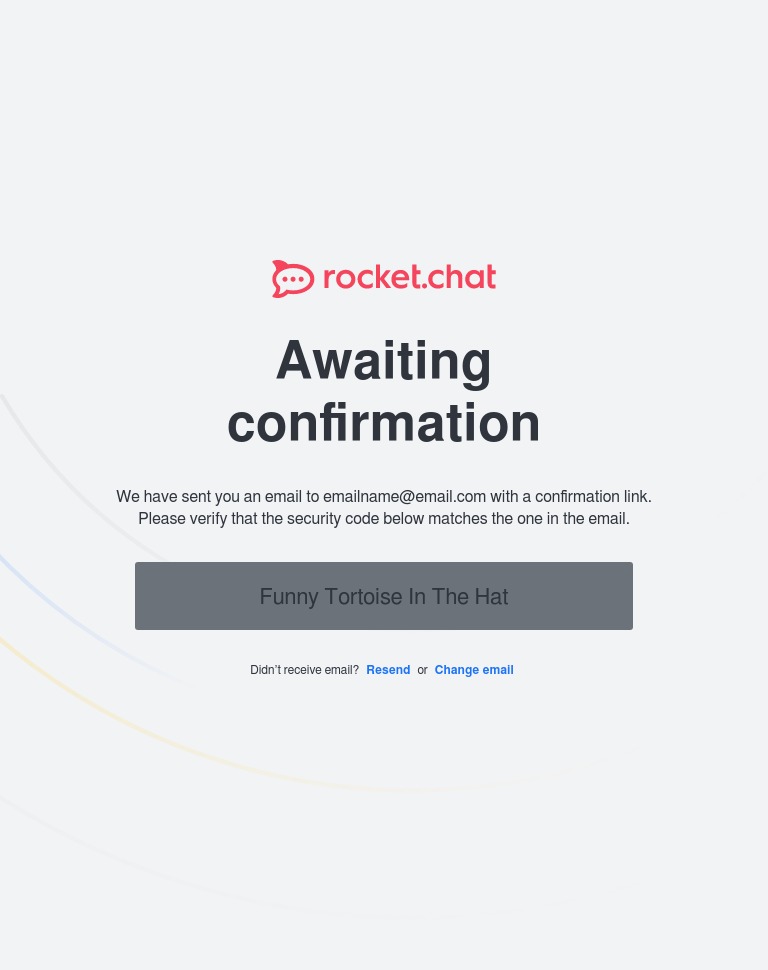 rocket.chat
Awaiting
confirmation
We have sent you an email to emailname@email.com with a confirmation link.
Please verify that the security code below matches the one in the email.
Funny Tortoise In The Hat
Didn’t receive email? Resend or Change email